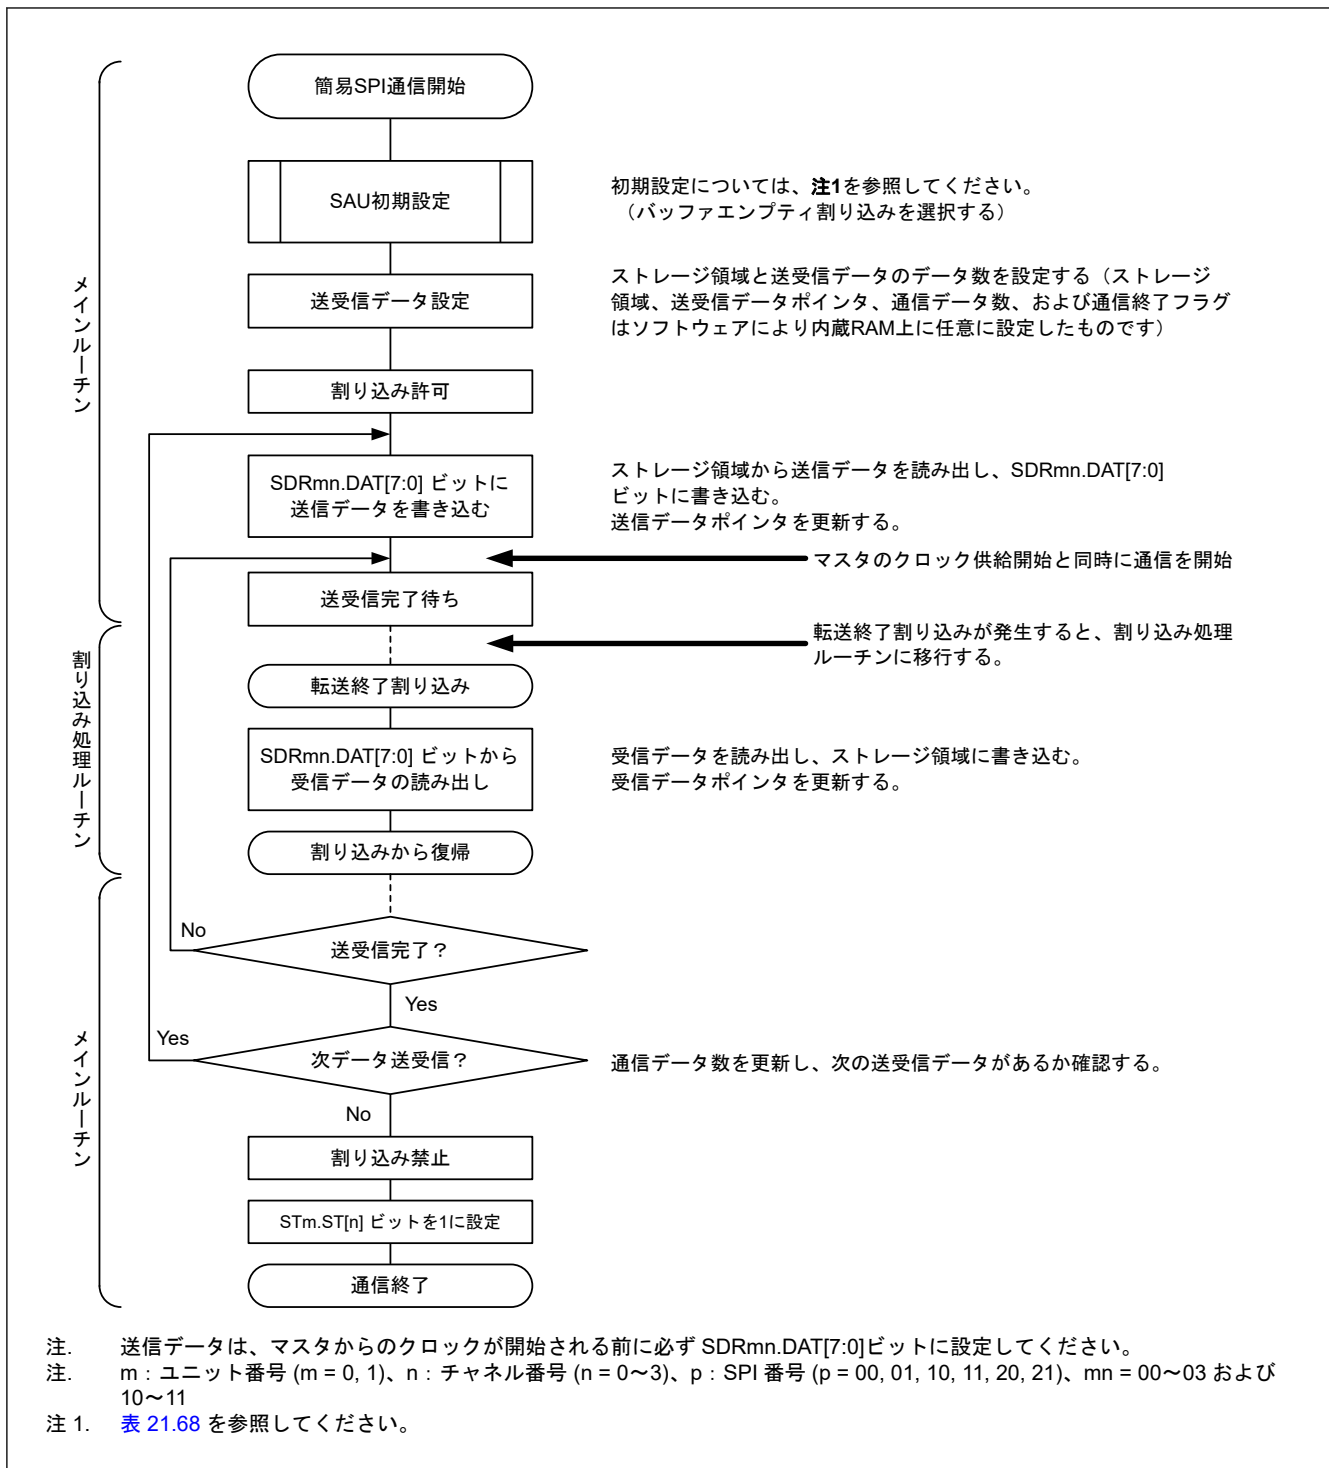 簡易SPI通信開始
SAU初期設定
初期設定については、注1を参照してください。
（バッファエンプティ割り込みを選択する）
メインルーチン
送受信データ設定
ストレージ領域と送受信データのデータ数を設定する（ストレージ
領域、送受信データポインタ、通信データ数、および通信終了フラグ
はソフトウェアにより内蔵RAM上に任意に設定したものです）
割り込み許可
SDRmn.DAT[7:0] ビットに
送信データを書き込む
ストレージ領域から送信データを読み出し、SDRmn.DAT[7:0]
ビットに書き込む。
送信データポインタを更新する。
マスタのクロック供給開始と同時に通信を開始
送受信完了待ち
転送終了割り込みが発生すると、割り込み処理
ルーチンに移行する。
割り込み処理ルーチン
転送終了割り込み
SDRmn.DAT[7:0] ビットから
受信データの読み出し
受信データを読み出し、ストレージ領域に書き込む。
受信データポインタを更新する。
割り込みから復帰
No
送受信完了？
Yes
メインルーチン
Yes
次データ送受信？
通信データ数を更新し、次の送受信データがあるか確認する。
No
割り込み禁止
STm.ST[n] ビットを1に設定
通信終了
注. 送信データは、マスタからのクロックが開始される前に必ず SDRmn.DAT[7:0]ビットに設定してください。
注. m：ユニット番号 (m = 0, 1)、n：チャネル番号 (n = 0～3)、p：SPI 番号 (p = 00, 01, 10, 11, 20, 21)、mn = 00～03 および
10～11
注 1. 表 21.68 を参照してください。